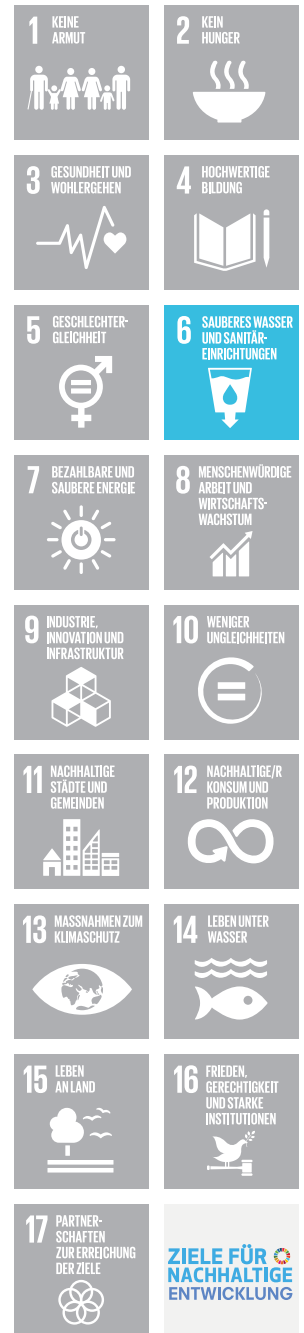 1 KEINE
ARMUT
2 KEIN
HUNGER
3 GESUNDHEIT UND
WOHLERGEHEN
4 HOCHWERTIGE
BILDUNG
5 GESCHLECHTER-
GLEICHHEIT
6 SAUBERES WASSER
UND SANITÄR-
EINRICHTUNGEN
7 BEZAHLBARE UND
SAUBERE ENERGIE
8 MENSCHENWÜRDIGE
ARBEIT UND
WIRTSCHAFTS-
WACHSTUM
9 INDUSTRIE,
INNOVATION UND
INFRASTRUKTUR
10 WENIGER
UNGLEICHHEITEN
11 NACHHALTIGE
STÄDTE UND
GEMEINDEN
12 NACHHALTIGE/R
KONSUM UND
PRODUKTION
13 MASSNAHMEN ZUM
KLIMASCHUTZ
14 LEBEN UNTER
WASSER
15 LEBEN
AN LAND
16 FRIEDEN,
GERECHTIGKEIT
UND STARKE
INSTITUTIONEN
17 PARTNER-
SCHAFTEN
ZUR ERREICHUNG
DER ZIELE
ZIELE FÜR
NACHHALTIGE
ENTWICKLUNG